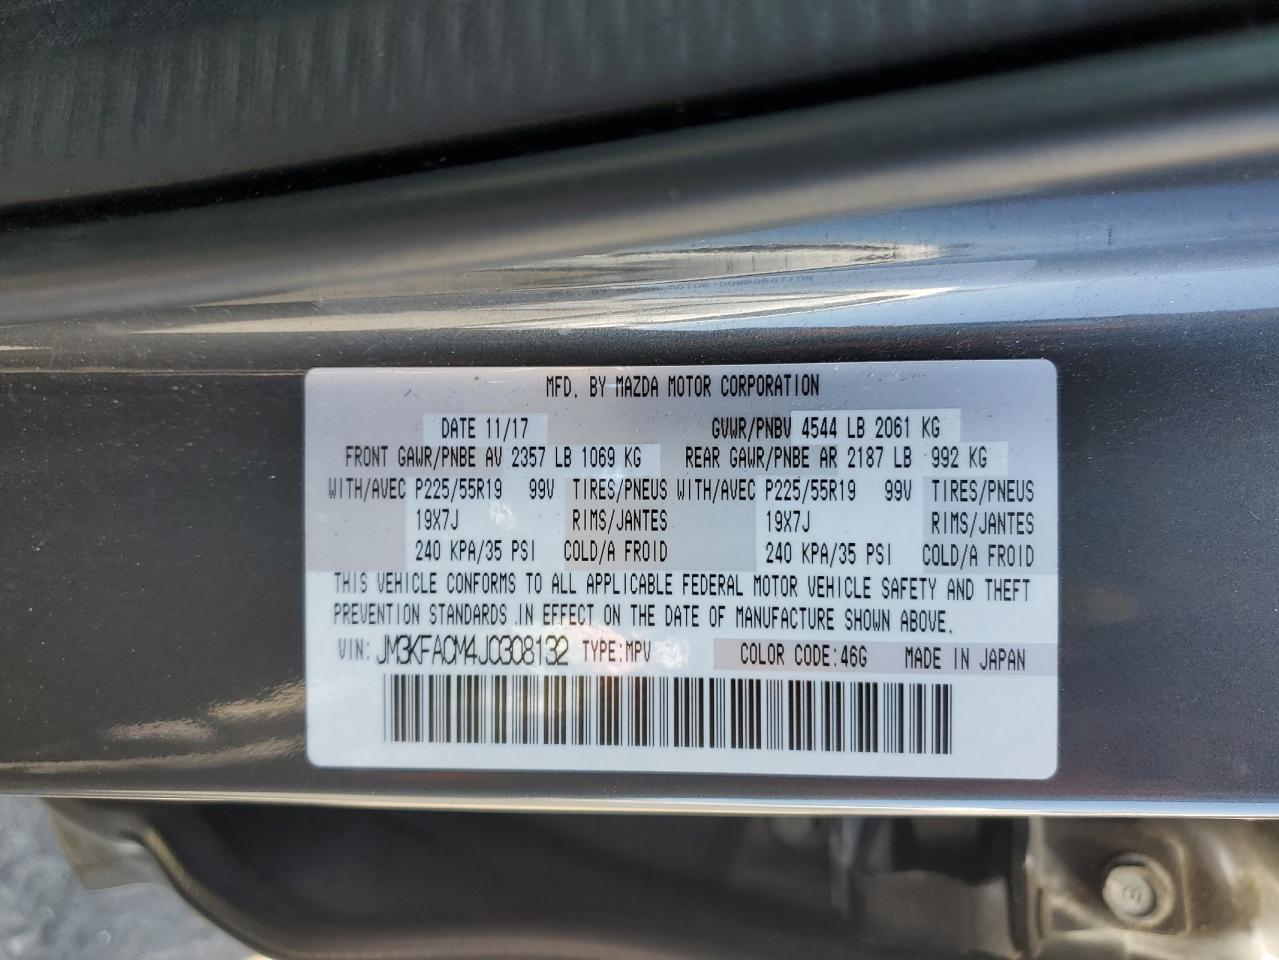 MOTOR CORPORATION
MFD. BY MAZDA MOTOR CORPORATION
DATE 11/17 GVWR/PNBV 4544 LB 2061 KG
FRONT GAWR/PNBE AV 2357 LB 1069 KG REAR GAWR/PNBE AR 2187 LB 992 KG
WITH/AVEC P225/55R19 99V TIRES/PNEUS WITH/AVEC P225/55R19 99V TIRES/PNEUS
19X7J RIMS/JANTES 19X7J RIMS/JANTES
240 KPA/35 PSI COLD/A FROID 240 KPA/35 PSI COLD/A FROID
THIS VEHICLE CONFORMS TO ALL APPLICABLE FEDERAL MOTOR VEHICLE SAFETY AND THEFT
PREVENTION STANDARDS IN EFFECT ON THE DATE OF MANUFACTURE SHOWN ABOVE.
VIN: JM3KFACM4J0308132 TYPE:MPV COLOR CODE:46G MADE IN JAPAN
8